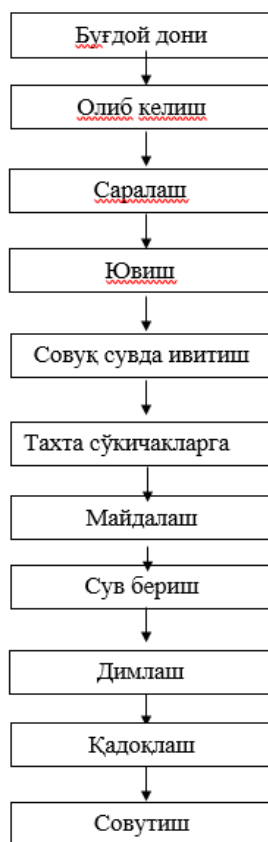 Буғдой дони
Олиб келиш
Саралаш
Ювиш
Совуқ сувда ивитиш
Тахта сўкичакларга
Майдалаш
Сув бериш
Димлаш
Қадоқлаш
Совутиш